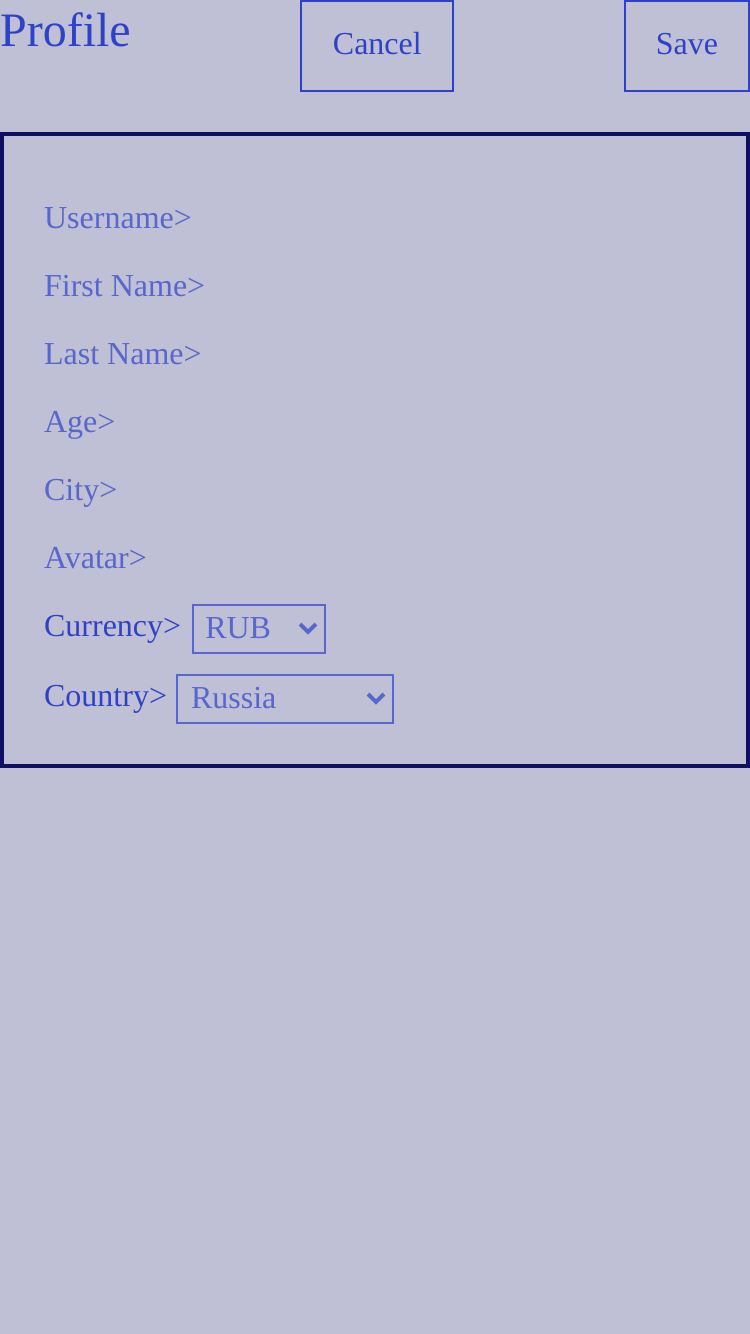 Profile Cancel Save
Username>
First Name>
Last Name>
Age>
City>
Avatar>
Currency> RUB
Country> Russia